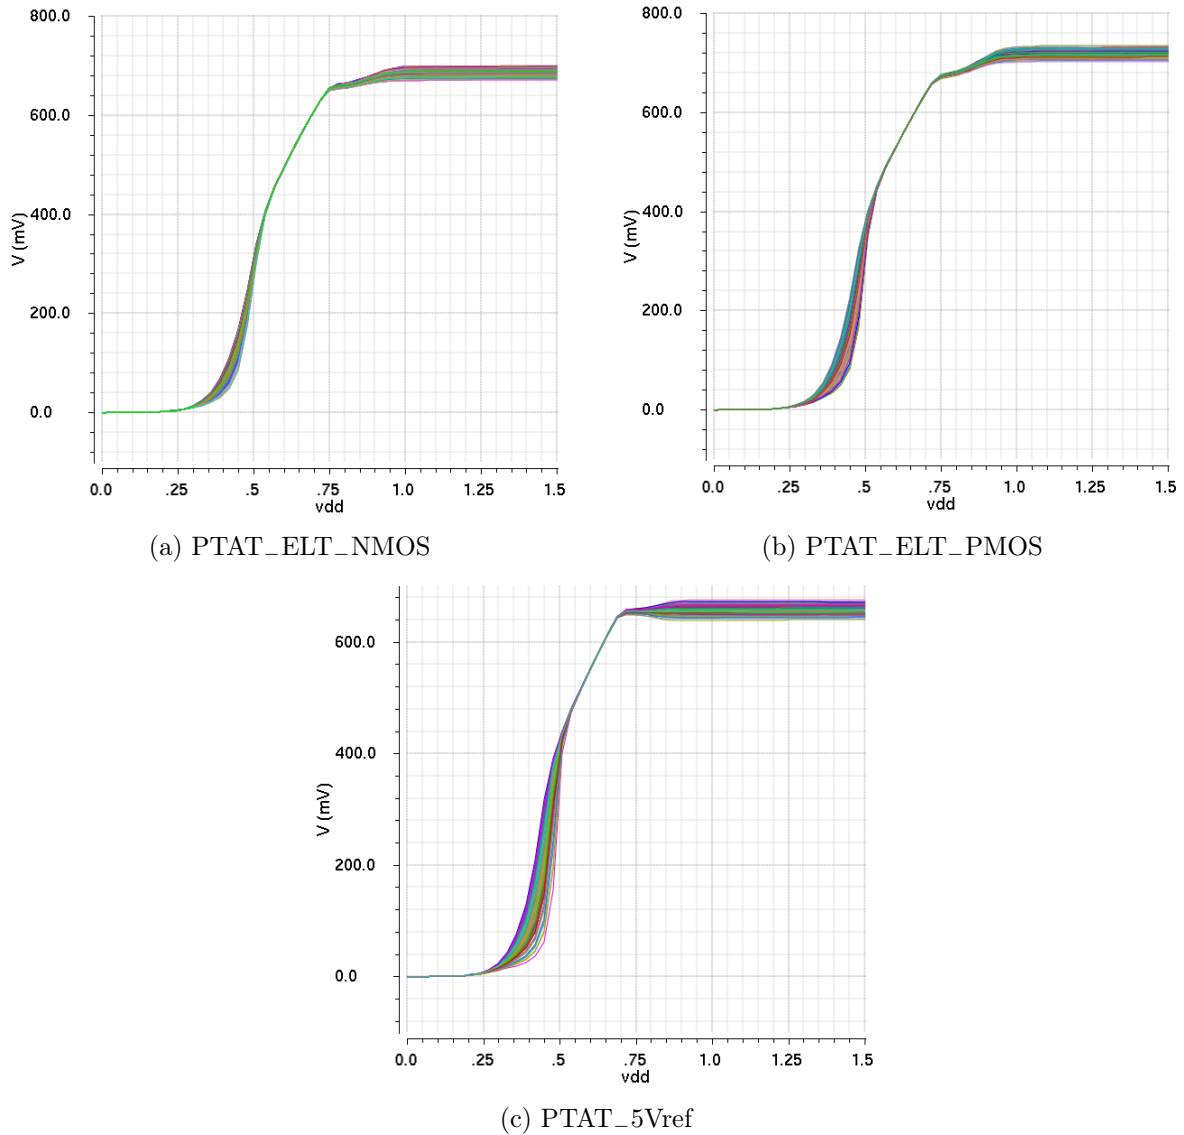 800.0
600.0
400.0
200.0
0.0
V (mV)
0.0 .25 .5 .75 1.0 1.25 1.5
vdd
(a) PTAT_ELT_NMOS
800.0
600.0
400.0
200.0
0.0
V (mV)
0.0 .25 .5 .75 1.0 1.25 1.5
vdd
(b) PTAT_ELT_PMOS
600.0
400.0
200.0
0.0
V (mV)
0.0 .25 .5 .75 1.0 1.25 1.5
vdd
(c) PTAT_5Vref